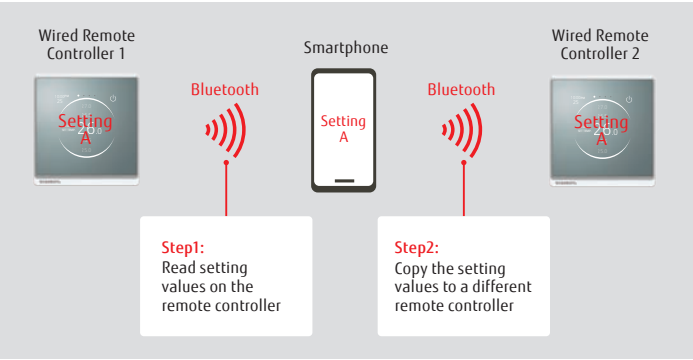 Wired Remote
Controller 1
Smartphone
Wired Remote
Controller 2
Bluetooth
Bluetooth
Setting
A
Setting
A
Setting
A
Step1:
Read setting
values on the
remote controller
Step2:
Copy the setting
values to a different
remote controller